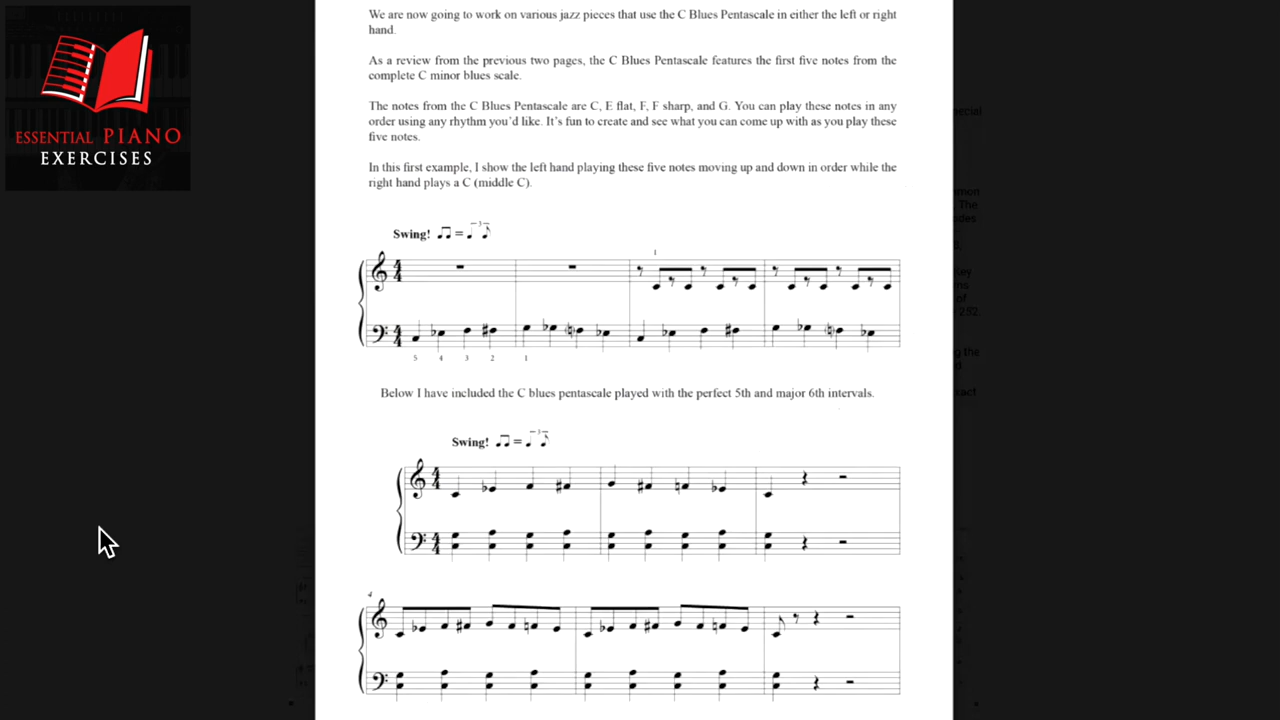 We are now going to work on various jazz pieces that use the C Blues Pentascale in either the left or right
hand.
As a review from the previous two pages, the C Blues Pentascale features the first five notes from the
complete C minor blues scale.
The notes from the C Blues Pentascale are C, E flat, F, F sharp, and G. You can play these notes in any
order using any rhythm you'd like. It's fun to create and see what you can come up with as you play these
five notes.
In this first example, I show the left hand playing these five notes moving up and down in order while the
right hand plays a C (middle C).
ESSENTIAL PIANO
EXERCISES
Swing!
3
1
5 4 3 2 1
Below I have included the C blues pentascale played with the perfect 5th and major 6th intervals.
Swing!
3
4
The
252
g the